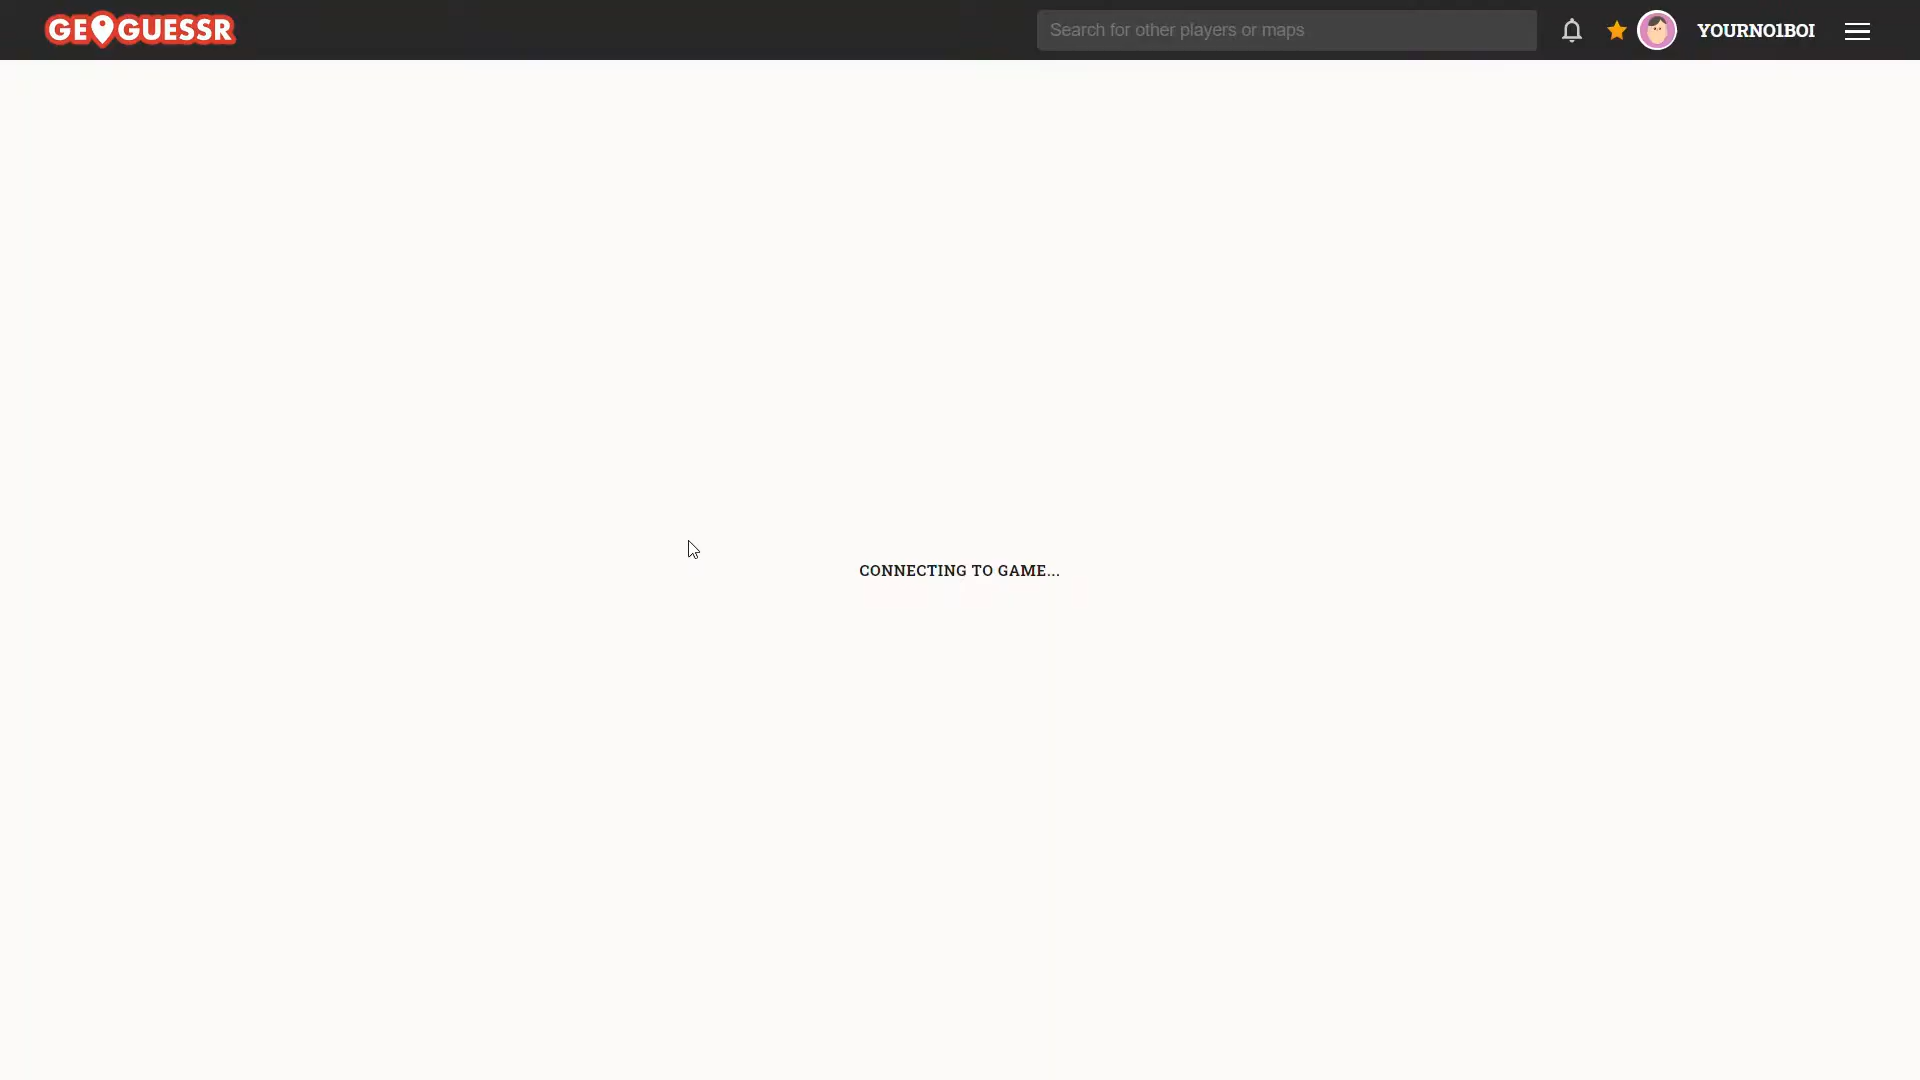 GEOGUESSR
Search for other players or maps
YOURNO1BOI
CONNECTING TO GAME...